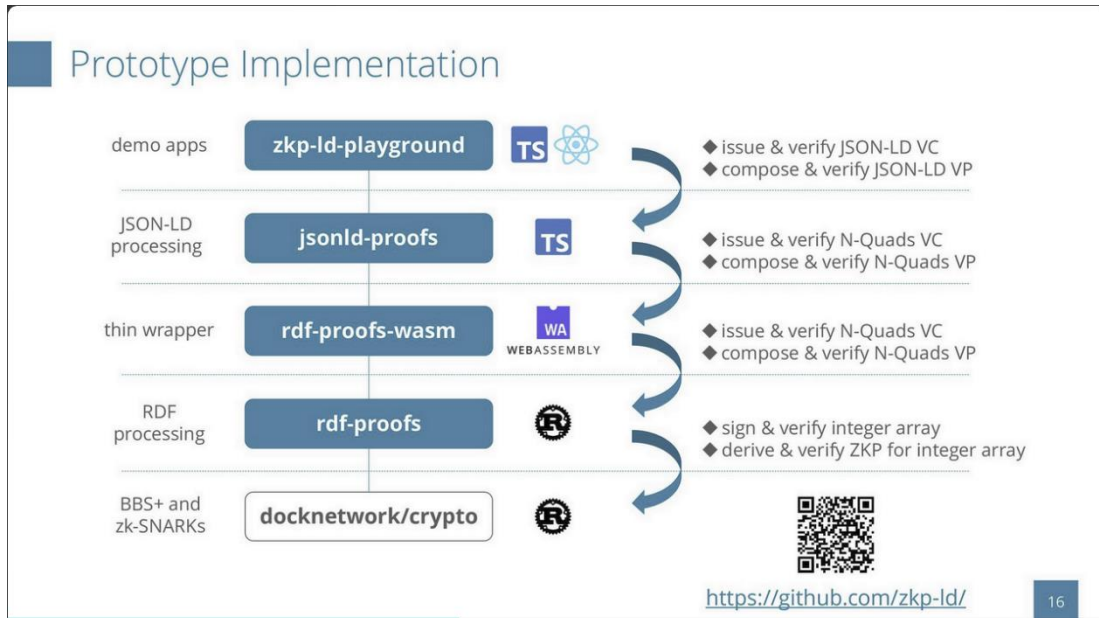 Prototype Implementation
demo apps
zkp-ld-playground
TS
◆ issue & verify JSON-LD VC
◆ compose & verify JSON-LD VP
JSON-LD
processing
jsonld-proofs
TS
◆ issue & verify N-Quads VC
◆ compose & verify N-Quads VP
thin wrapper
rdf-proofs-wasm
WA
WEBASSEMBLY
◆ issue & verify N-Quads VC
◆ compose & verify N-Quads VP
RDF
processing
rdf-proofs
R
◆ sign & verify integer array
◆ derive & verify ZKP for integer array
BBS+ and
zk-SNARKs
docknetwork/crypto
R
https://github.com/zkp-ld/
16